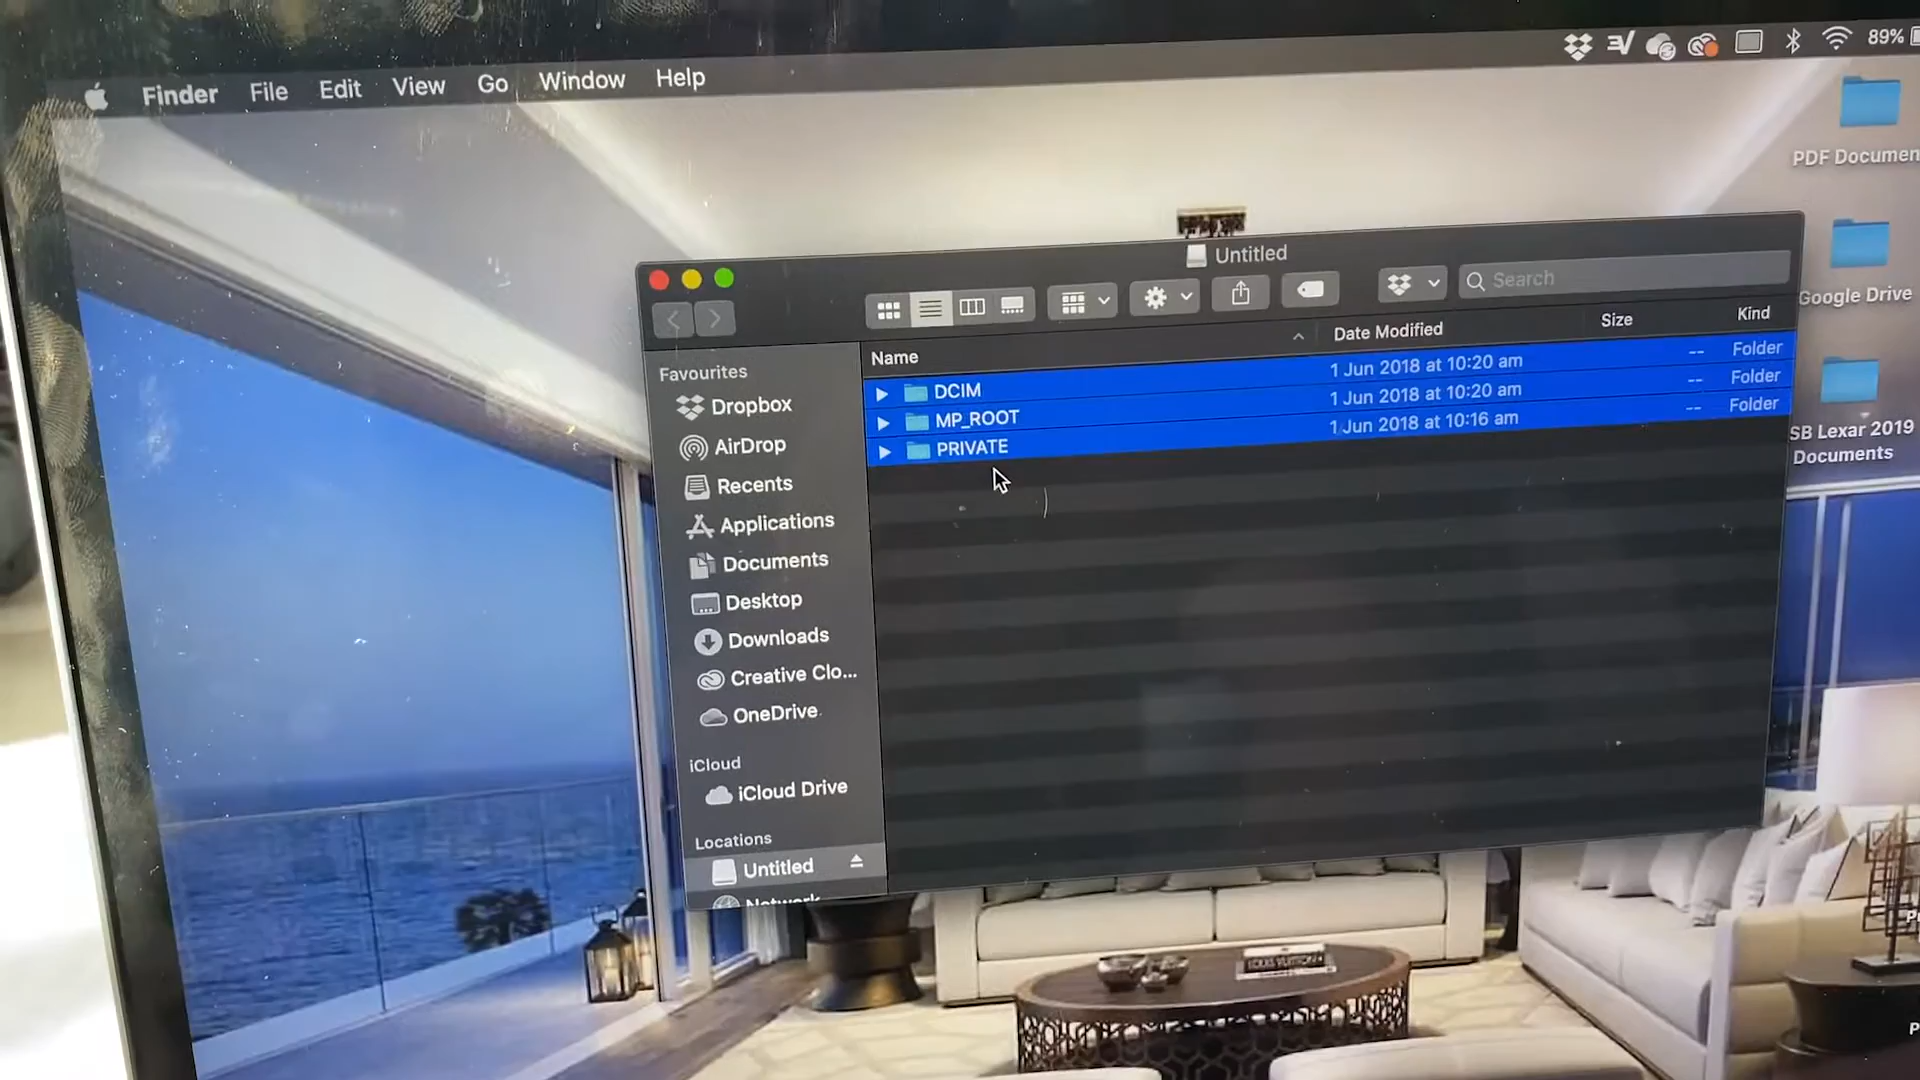 Finder File Edit View Go Window Help 89%
PDF Documen
Google Drive
SB Lexar 2019
Documents
Untitled
Search
Name Date Modified Size Kind
DCIM 1 Jun 2018 at 10:20 am -- Folder
MP_ROOT 1 Jun 2018 at 10:20 am -- Folder
PRIVATE 1 Jun 2018 at 10:16 am -- Folder
Favourites
Dropbox
AirDrop
Recents
Applications
Documents
Desktop
Downloads
Creative Clo...
OneDrive
iCloud
iCloud Drive
Locations
Untitled
Network
LOUIS VUITTON